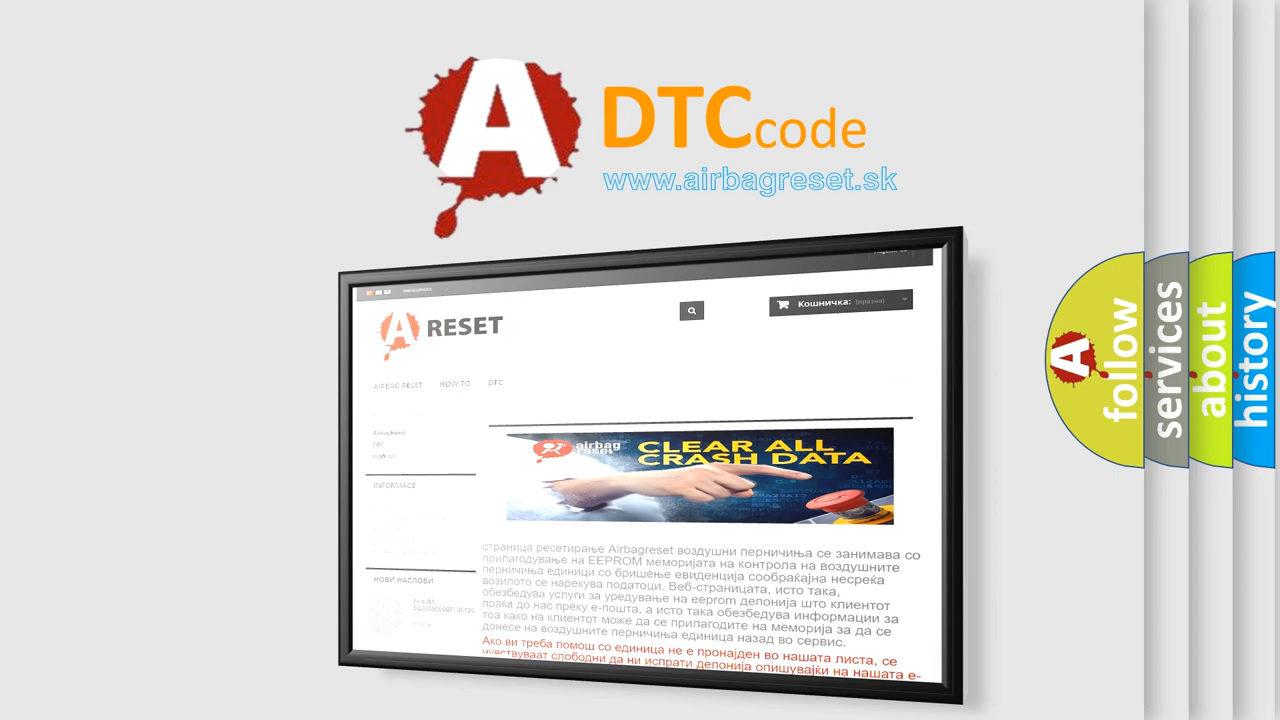 A
DTC code
www.airbagreset.sk
A RESET
Кошничка: (празна)
AIRBAG RESET HOW TO DTC
Airbag Reset
DTC
INFORMACE
НОВИ НАСЛОВИ
airbag
reset
CLEAR ALL
CRASH DATA
страница ресетирање Airbagreset воздушни перничиња се занимава со
прилагодување на EEPROM меморијата на контрола на воздушните
перничиња единици со бришење евиденција сообраќајна несреќа
возилото се нарекува податоци. Веб-страницата, исто така,
обезбедува услуги за уредување на eeprom депонија што клиентот
праќа до нас преку е-пошта, а исто така обезбедува информации за
тоа како на клиентот може да се прилагодите на меморија за да се
донесе на воздушните перничиња единица назад во сервис.
Ако ви треба помош со единица не е пронајден во нашата листа, се
чувствуваат слободни да ни испрати депонија опишувајќи на нашата е-
A
follow
services
about
history